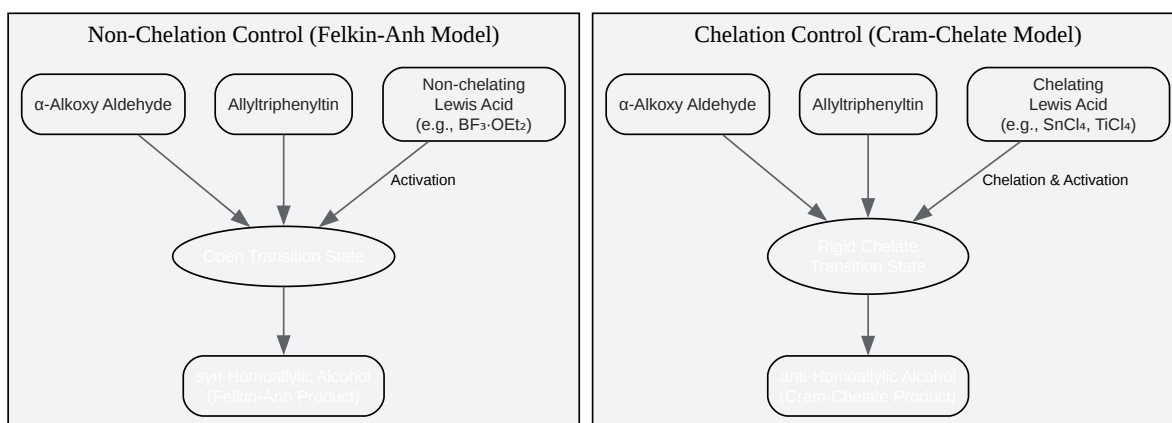 Non-Chelation Control (Felkin-Anh Model)
α-Alkoxy Aldehyde
Allyltriphenyltin
Non-chelating
Lewis Acid
(e.g., BF₃·OEt₂)
Activation
Open Transition State
syn-Homoallylic Alcohol
(Felkin-Anh Product)
Chelation Control (Cram-Chelate Model)
α-Alkoxy Aldehyde
Allyltriphenyltin
Chelating
Lewis Acid
(e.g., SnCl₄, TiCl₄)
Chelation & Activation
Rigid Chelate
Transition State
anti-Homoallylic Alcohol
(Cram-Chelate Product)